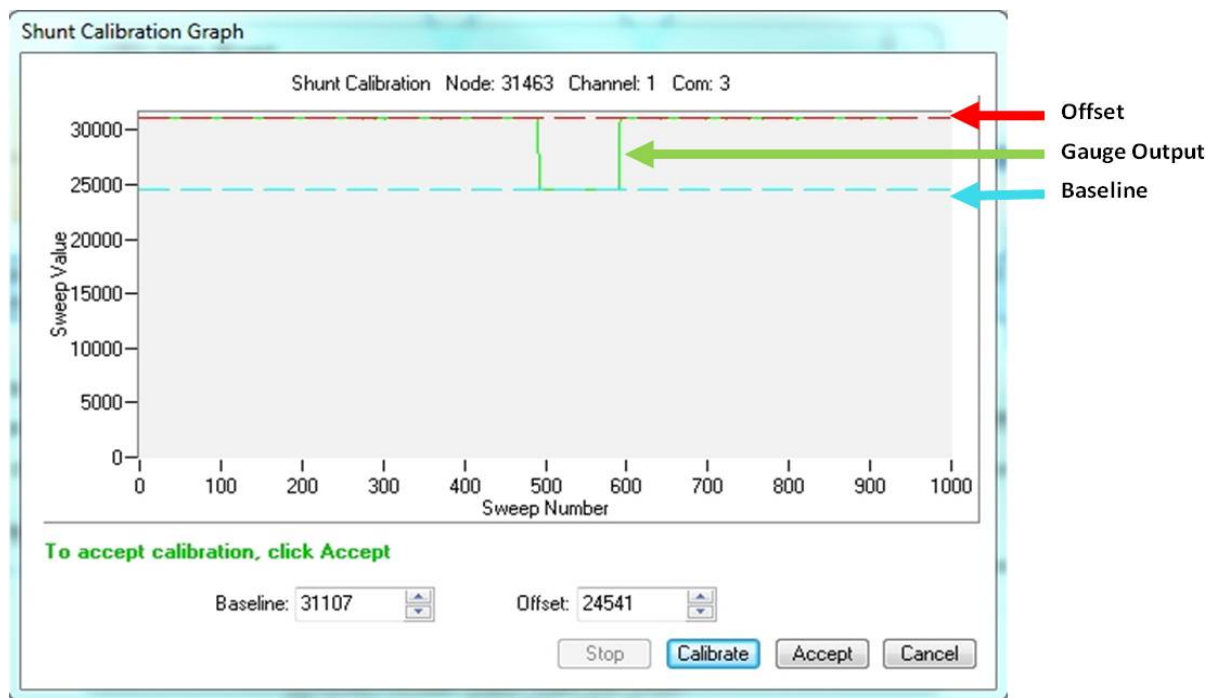 Shunt Calibration Graph
Shunt Calibration Node: 31463 Channel: 1 Com: 3
Offset
Gauge Output
Baseline
30000
25000
20000
15000
10000
5000
0
Sweep Value
0 100 200 300 400 500 600 700 800 900 1000
Sweep Number
To accept calibration, click Accept
Baseline: 31107 Offset: 24541
Stop Calibrate Accept Cancel